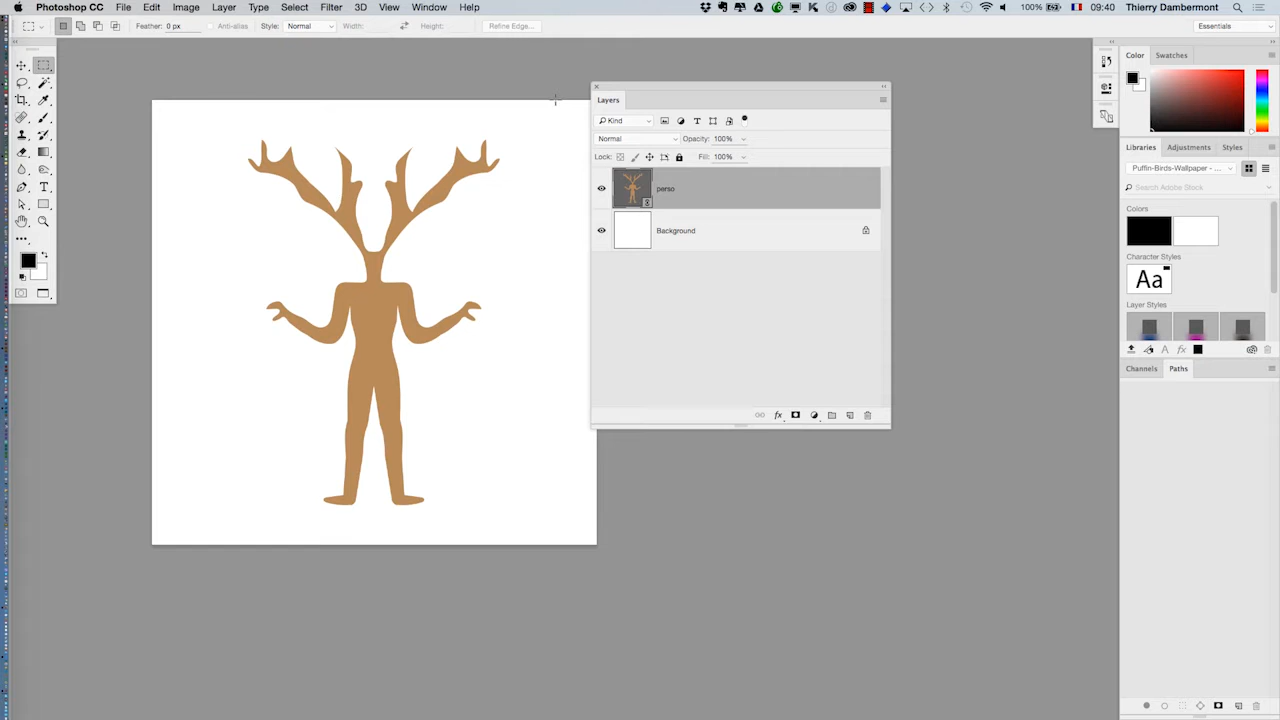 Photoshop CC File Edit Image Layer Type Select Filter 3D View Window Help 100% 09:40 Thierry Dambermont
Feather: 0 px Anti-alias Style: Normal Width: Height: Refine Edge... Essentials
Color Swatches
Layers
Kind
Normal Opacity: 100%
Lock: Fill: 100%
perso
Background
Libraries Adjustments Styles
Puffin-Birds-Wallpaper - ...
Search Adobe Stock
Colors
Character Styles
Aa
Layer Styles
fx
A fx
Channels Paths